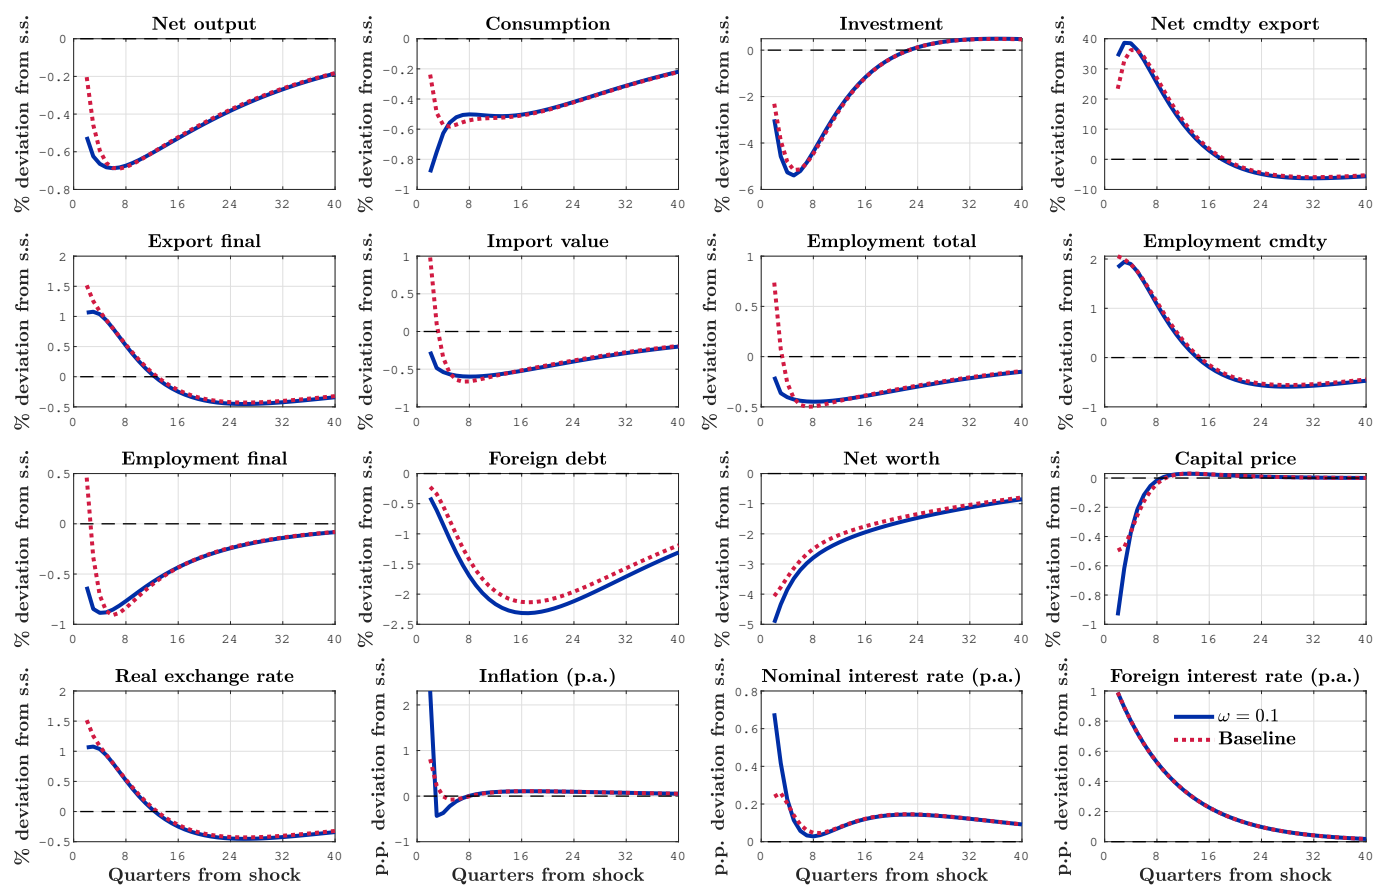 Net output
Consumption
Investment
Net cmdty export
% deviation from s.s.
0
-0.2
-0.4
-0.6
-0.8
0 8 16 24 32 40
% deviation from s.s.
0
-0.2
-0.4
-0.6
-0.8
-1
0 8 16 24 32 40
% deviation from s.s.
0
-2
-4
-6
0 8 16 24 32 40
% deviation from s.s.
40
30
20
10
0
-10
0 8 16 24 32 40
Export final
Import value
Employment total
Employment cmdty
% deviation from s.s.
2
1.5
1
0.5
0
-0.5
0 8 16 24 32 40
% deviation from s.s.
1
0.5
0
-0.5
-1
0 8 16 24 32 40
% deviation from s.s.
1
0.5
0
-0.5
0 8 16 24 32 40
% deviation from s.s.
2
1
0
-1
0 8 16 24 32 40
Employment final
Foreign debt
Net worth
Capital price
% deviation from s.s.
0.5
0
-0.5
-1
0 8 16 24 32 40
% deviation from s.s.
0
-0.5
-1
-1.5
-2
-2.5
0 8 16 24 32 40
% deviation from s.s.
0
-1
-2
-3
-4
-5
0 8 16 24 32 40
% deviation from s.s.
0
-0.2
-0.4
-0.6
-0.8
-1
0 8 16 24 32 40
Real exchange rate
Inflation (p.a.)
Nominal interest rate (p.a.)
Foreign interest rate (p.a.)
% deviation from s.s.
2
1.5
1
0.5
0
-0.5
0 8 16 24 32 40
Quarters from shock
p.p. deviation from s.s.
2
1
0
-1
0 8 16 24 32 40
Quarters from shock
p.p. deviation from s.s.
0.8
0.6
0.4
0.2
0
0 8 16 24 32 40
Quarters from shock
p.p. deviation from s.s.
1
0.8
0.6
0.4
0.2
0
0 8 16 24 32 40
Quarters from shock
ω = 0.1
Baseline